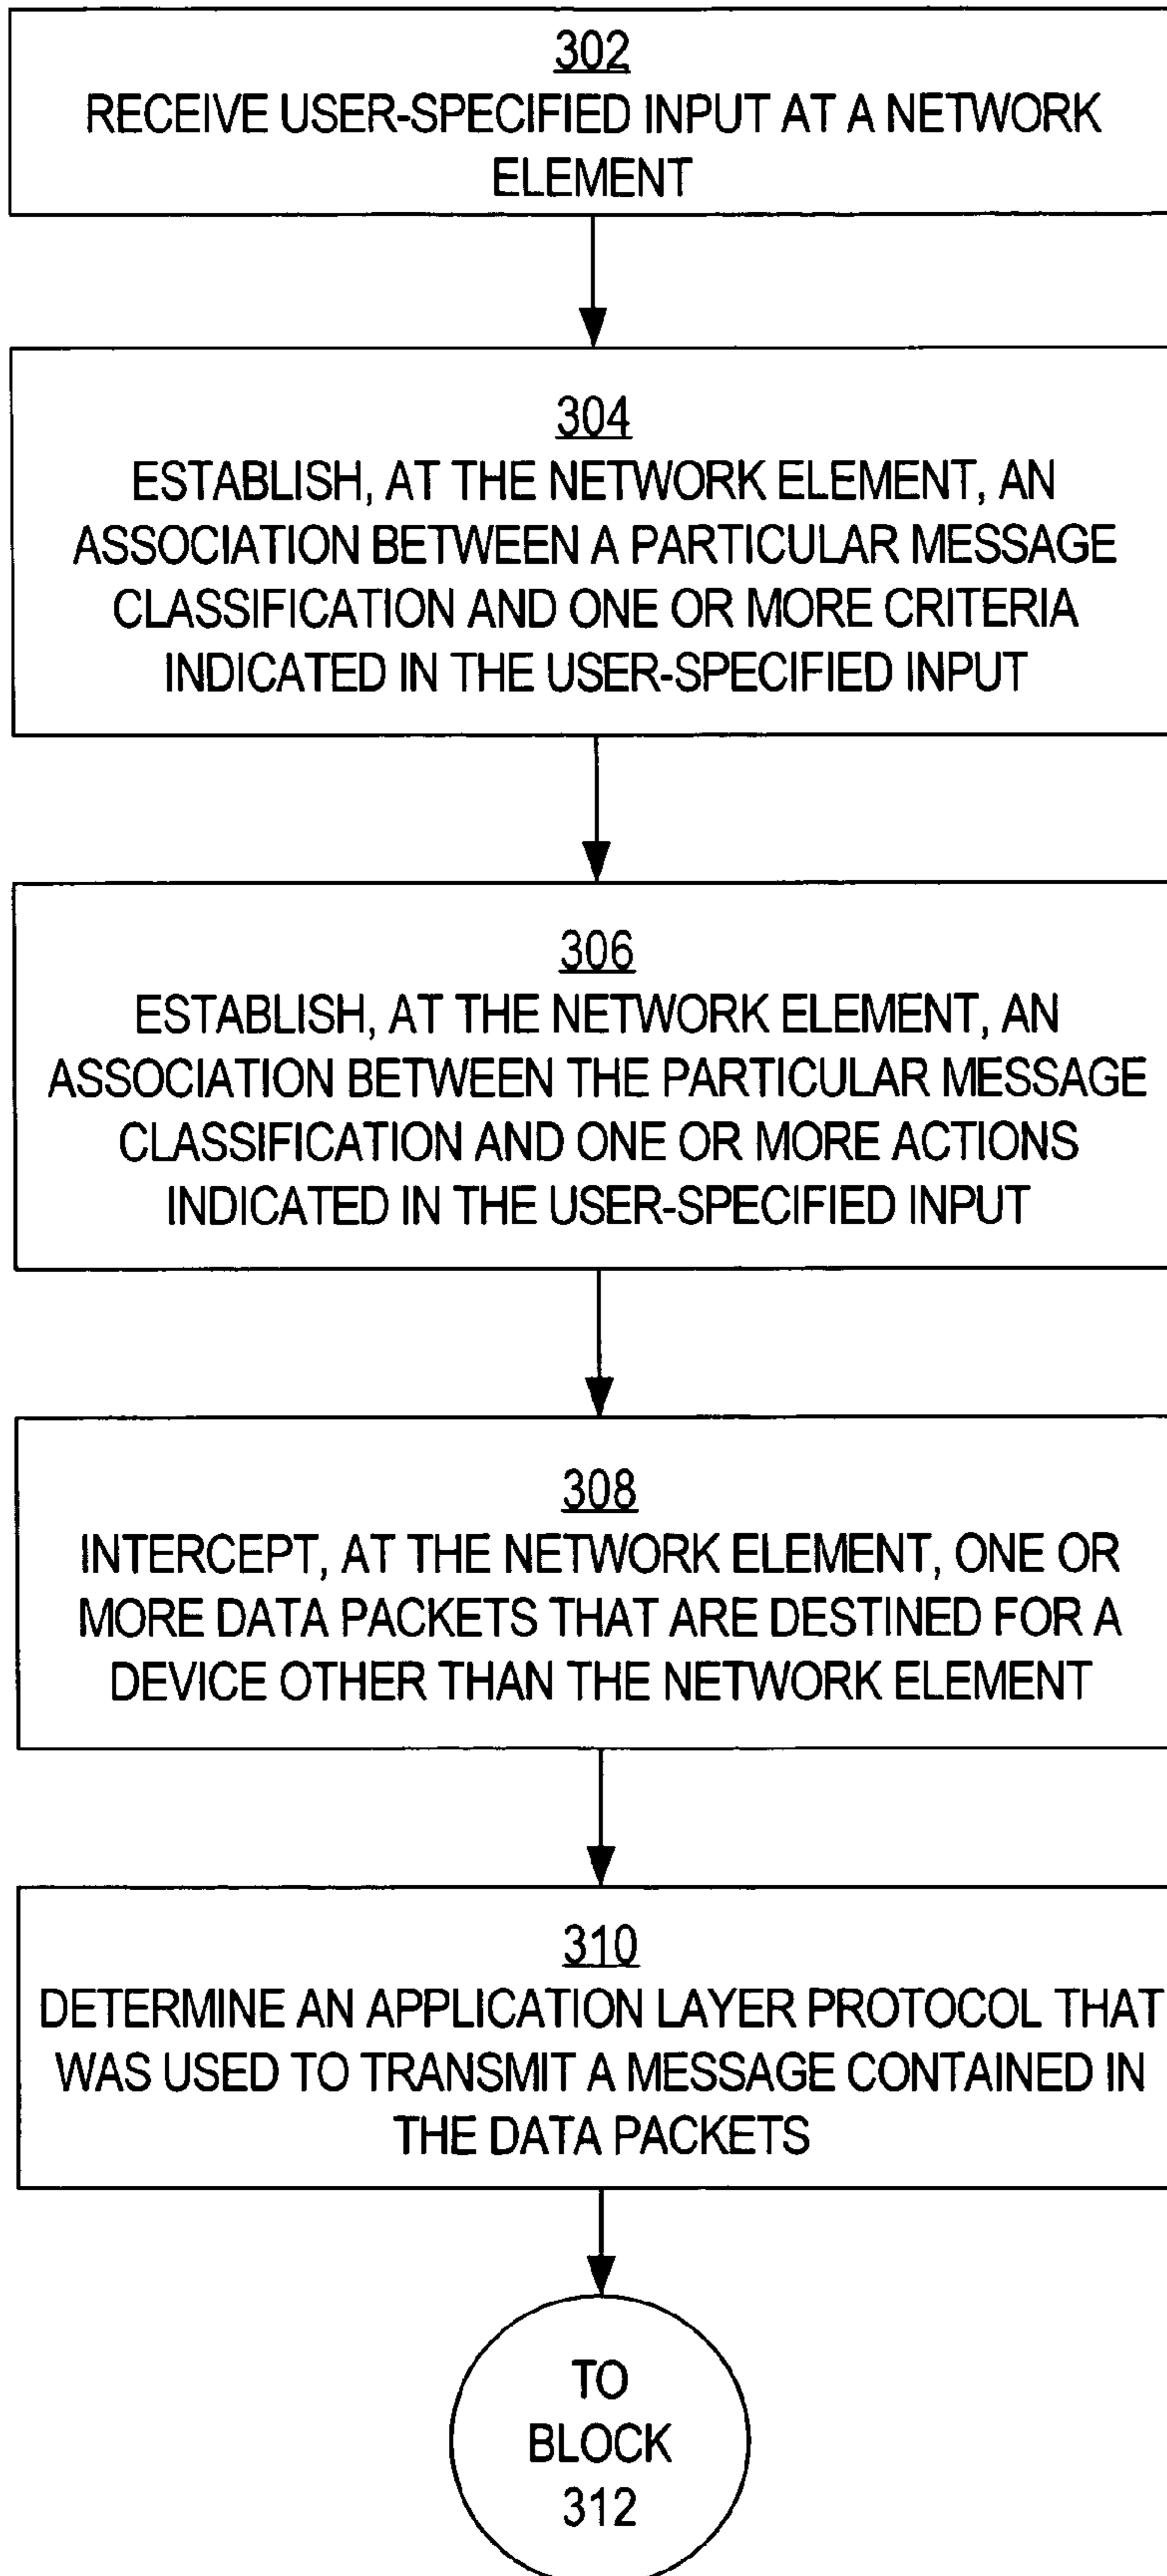 302
RECEIVE USER-SPECIFIED INPUT AT A NETWORK
ELEMENT
304
ESTABLISH, AT THE NETWORK ELEMENT, AN
ASSOCIATION BETWEEN A PARTICULAR MESSAGE
CLASSIFICATION AND ONE OR MORE CRITERIA
INDICATED IN THE USER-SPECIFIED INPUT
306
ESTABLISH, AT THE NETWORK ELEMENT, AN
ASSOCIATION BETWEEN THE PARTICULAR MESSAGE
CLASSIFICATION AND ONE OR MORE ACTIONS
INDICATED IN THE USER-SPECIFIED INPUT
308
INTERCEPT, AT THE NETWORK ELEMENT, ONE OR
MORE DATA PACKETS THAT ARE DESTINED FOR A
DEVICE OTHER THAN THE NETWORK ELEMENT
310
DETERMINE AN APPLICATION LAYER PROTOCOL THAT
WAS USED TO TRANSMIT A MESSAGE CONTAINED IN
THE DATA PACKETS
TO
BLOCK
312